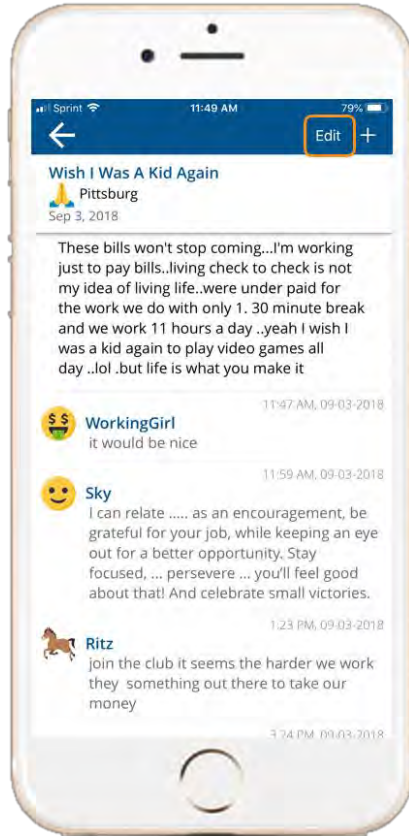 Sprint 11:49 AM 79%
Edit +
Wish I Was A Kid Again
Pittsburg
Sep 3, 2018
These bills won't stop coming...I'm working
just to pay bills..living check to check is not
my idea of living life..were under paid for
the work we do with only 1. 30 minute break
and we work 11 hours a day ..yeah I wish I
was a kid again to play video games all
day ..lol .but life is what you make it
11:47 AM, 09-03-2018
WorkingGirl
it would be nice
11:59 AM, 09-03-2018
Sky
I can relate ..... as an encouragement, be
grateful for your job, while keeping an eye
out for a better opportunity. Stay
focused, ... persevere ... you'll feel good
about that! And celebrate small victories.
1:23 PM, 09-03-2018
Ritz
join the club it seems the harder we work
they something out there to take our
money
3:24 PM, 09-03-2018